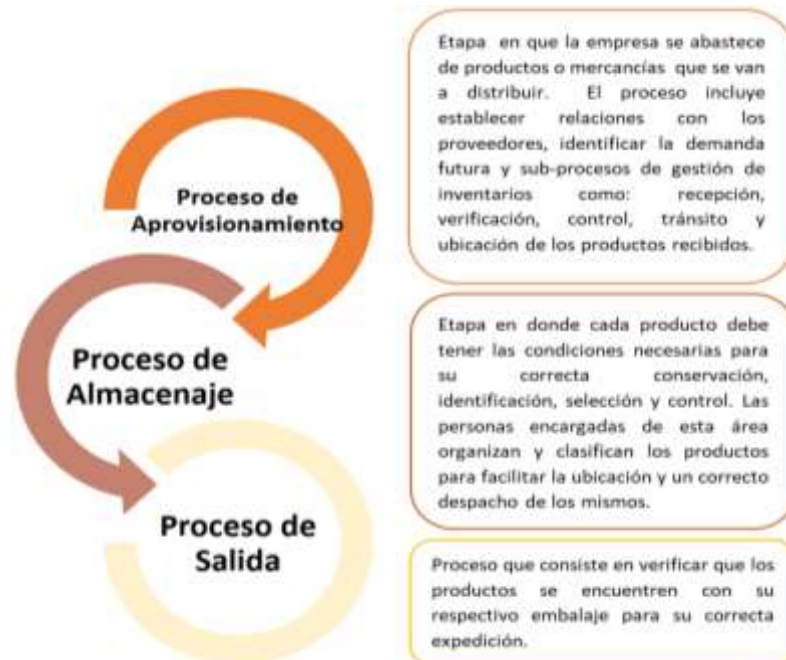 Proceso de
Aprovisionamiento
Etapa en que la empresa se abastece
de productos o mercancías que se van
a distribuir. El proceso incluye
establecer relaciones con los
proveedores, identificar la demanda
futura y sub-procesos de gestión de
inventarios como: recepción,
verificación, control, tránsito y
ubicación de los productos recibidos.
Proceso de
Almacenaje
Etapa en donde cada producto debe
tener las condiciones necesarias para
su correcta conservación,
identificación, selección y control. Las
personas encargadas de esta área
organizan y clasifican los productos
para facilitar la ubicación y un correcto
despacho de los mismos.
Proceso de
Salida
Proceso que consiste en verificar que los
productos se encuentren con su
respectivo embalaje para su correcta
expedición.